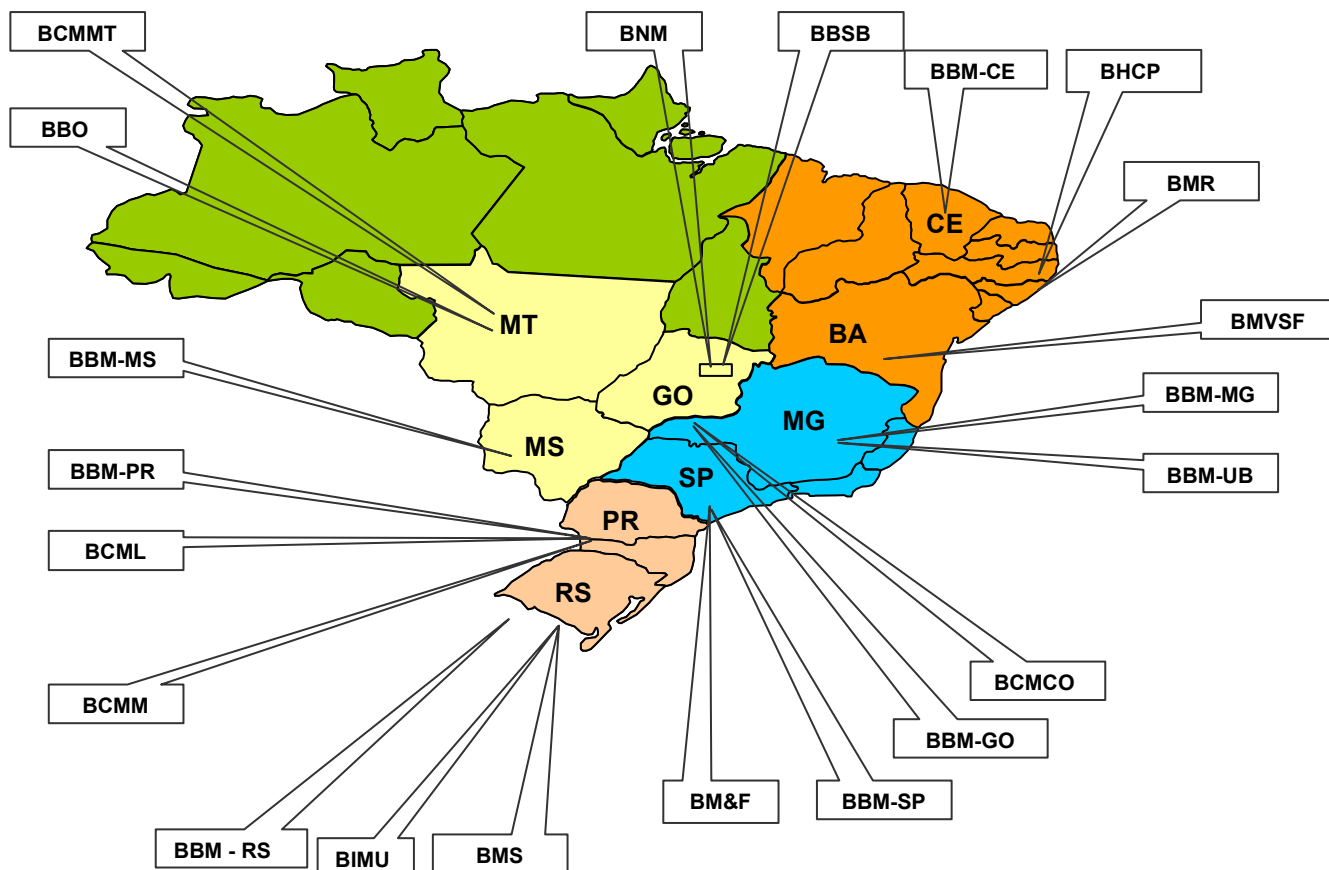 BCMMT
BNM
BBSB
BBM-CE
BHCP
BBO
BMR
CE
MT
BA
BMVSF
BBM-MS
GO
BBM-MG
MG
MS
BBM-PR
SP
BBM-UB
PR
BCML
RS
BCMM
BCMCO
BBM-GO
BM&F
BBM-SP
BBM - RS
BIMU
BMS